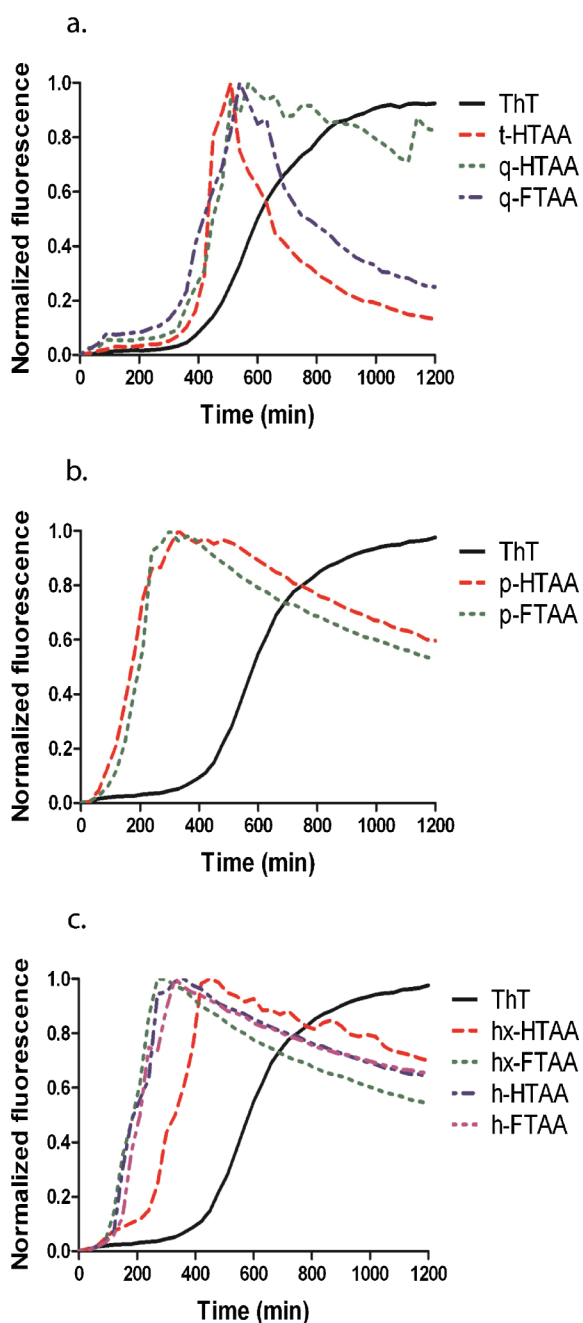 a.
Normalized fluorescence
1.0
0.8
0.6
0.4
0.2
0.0
0 200 400 600 800 1000 1200
Time (min)
ThT
t-HTAA
q-HTAA
q-FTAA
b.
Normalized fluorescence
1.0
0.8
0.6
0.4
0.2
0.0
0 200 400 600 800 1000 1200
Time (min)
ThT
p-HTAA
p-FTAA
c.
Normalized fluorescence
1.0
0.8
0.6
0.4
0.2
0.0
0 200 400 600 800 1000 1200
Time (min)
ThT
hx-HTAA
hx-FTAA
h-HTAA
h-FTAA